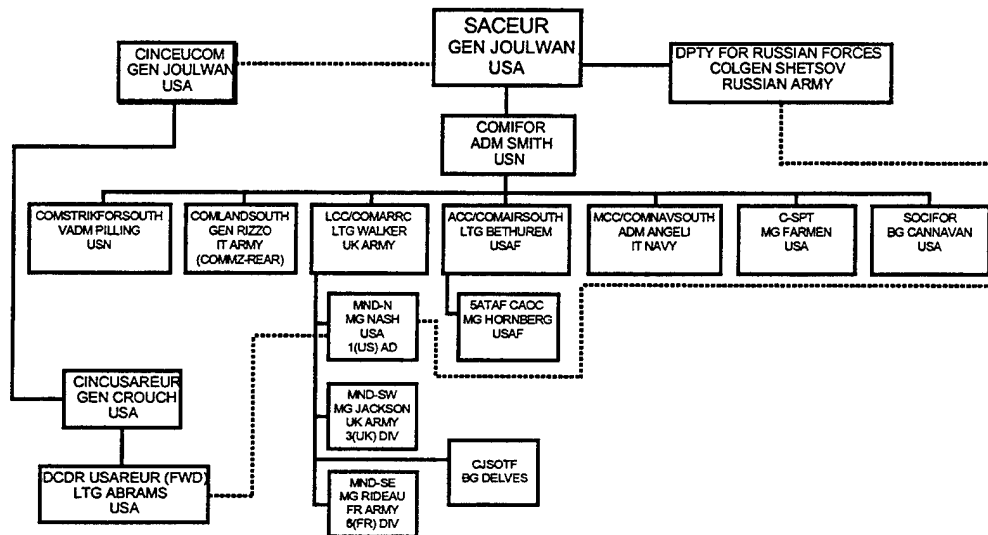 SACEUR
GEN JOULWAN
USA
CINCEUCOM
GEN JOULWAN
USA
DPTY FOR RUSSIAN FORCES
COLGEN SHETSOV
RUSSIAN ARMY
COMIFOR
ADM SMITH
USN
COMSTRIKFORSOUTH
VADM PILLING
USN
COMLANDSOUTH
GEN RIZZO
IT ARMY
(COMMZ-REAR)
LCC/COMARRC
LTG WALKER
UK ARMY
ACC/COMAIRSOUTH
LTG BETHUREM
USAF
MCC/COMNAVSOUTH
ADM ANGELI
IT NAVY
C-SPT
MG FARMEN
USA
SOCIFOR
BG CANNAVAN
USA
MND-N
MG NASH
USA
1(US) AD
5ATAF CAOC
MG HORNBERG
USAF
CINCUSAREUR
GEN CROUCH
USA
MND-SW
MG JACKSON
UK ARMY
3(UK) DIV
DCDR USAREUR (FWD)
LTG ABRAMS
USA
CJSOTF
BG DELVES
MND-SE
MG RIDEAU
FR ARMY
6(FR) DIV